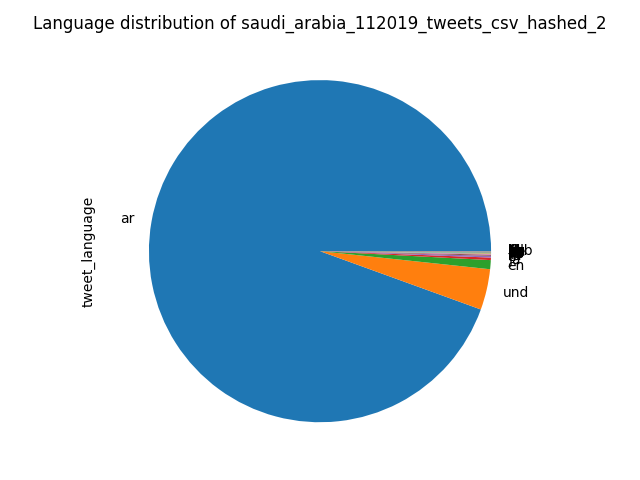 Language distribution of saudi_arabia_112019_tweets_csv_hashed_2
ar
tweet_language
en
und